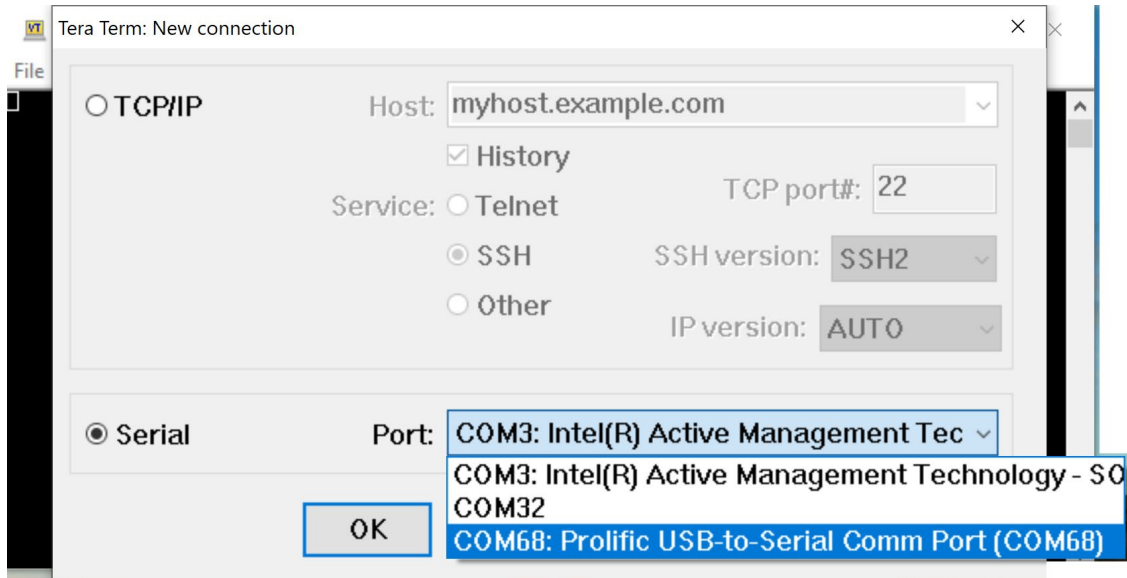 VT Tera Term: New connection
File
TCP/IP Host: myhost.example.com
History
Service: Telnet TCP port#: 22
SSH SSH version: SSH2
Other IP version: AUTO
Serial Port: COM3: Intel(R) Active Management Tec
COM3: Intel(R) Active Management Technology - SO
COM32
OK COM68: Prolific USB-to-Serial Comm Port (COM68)